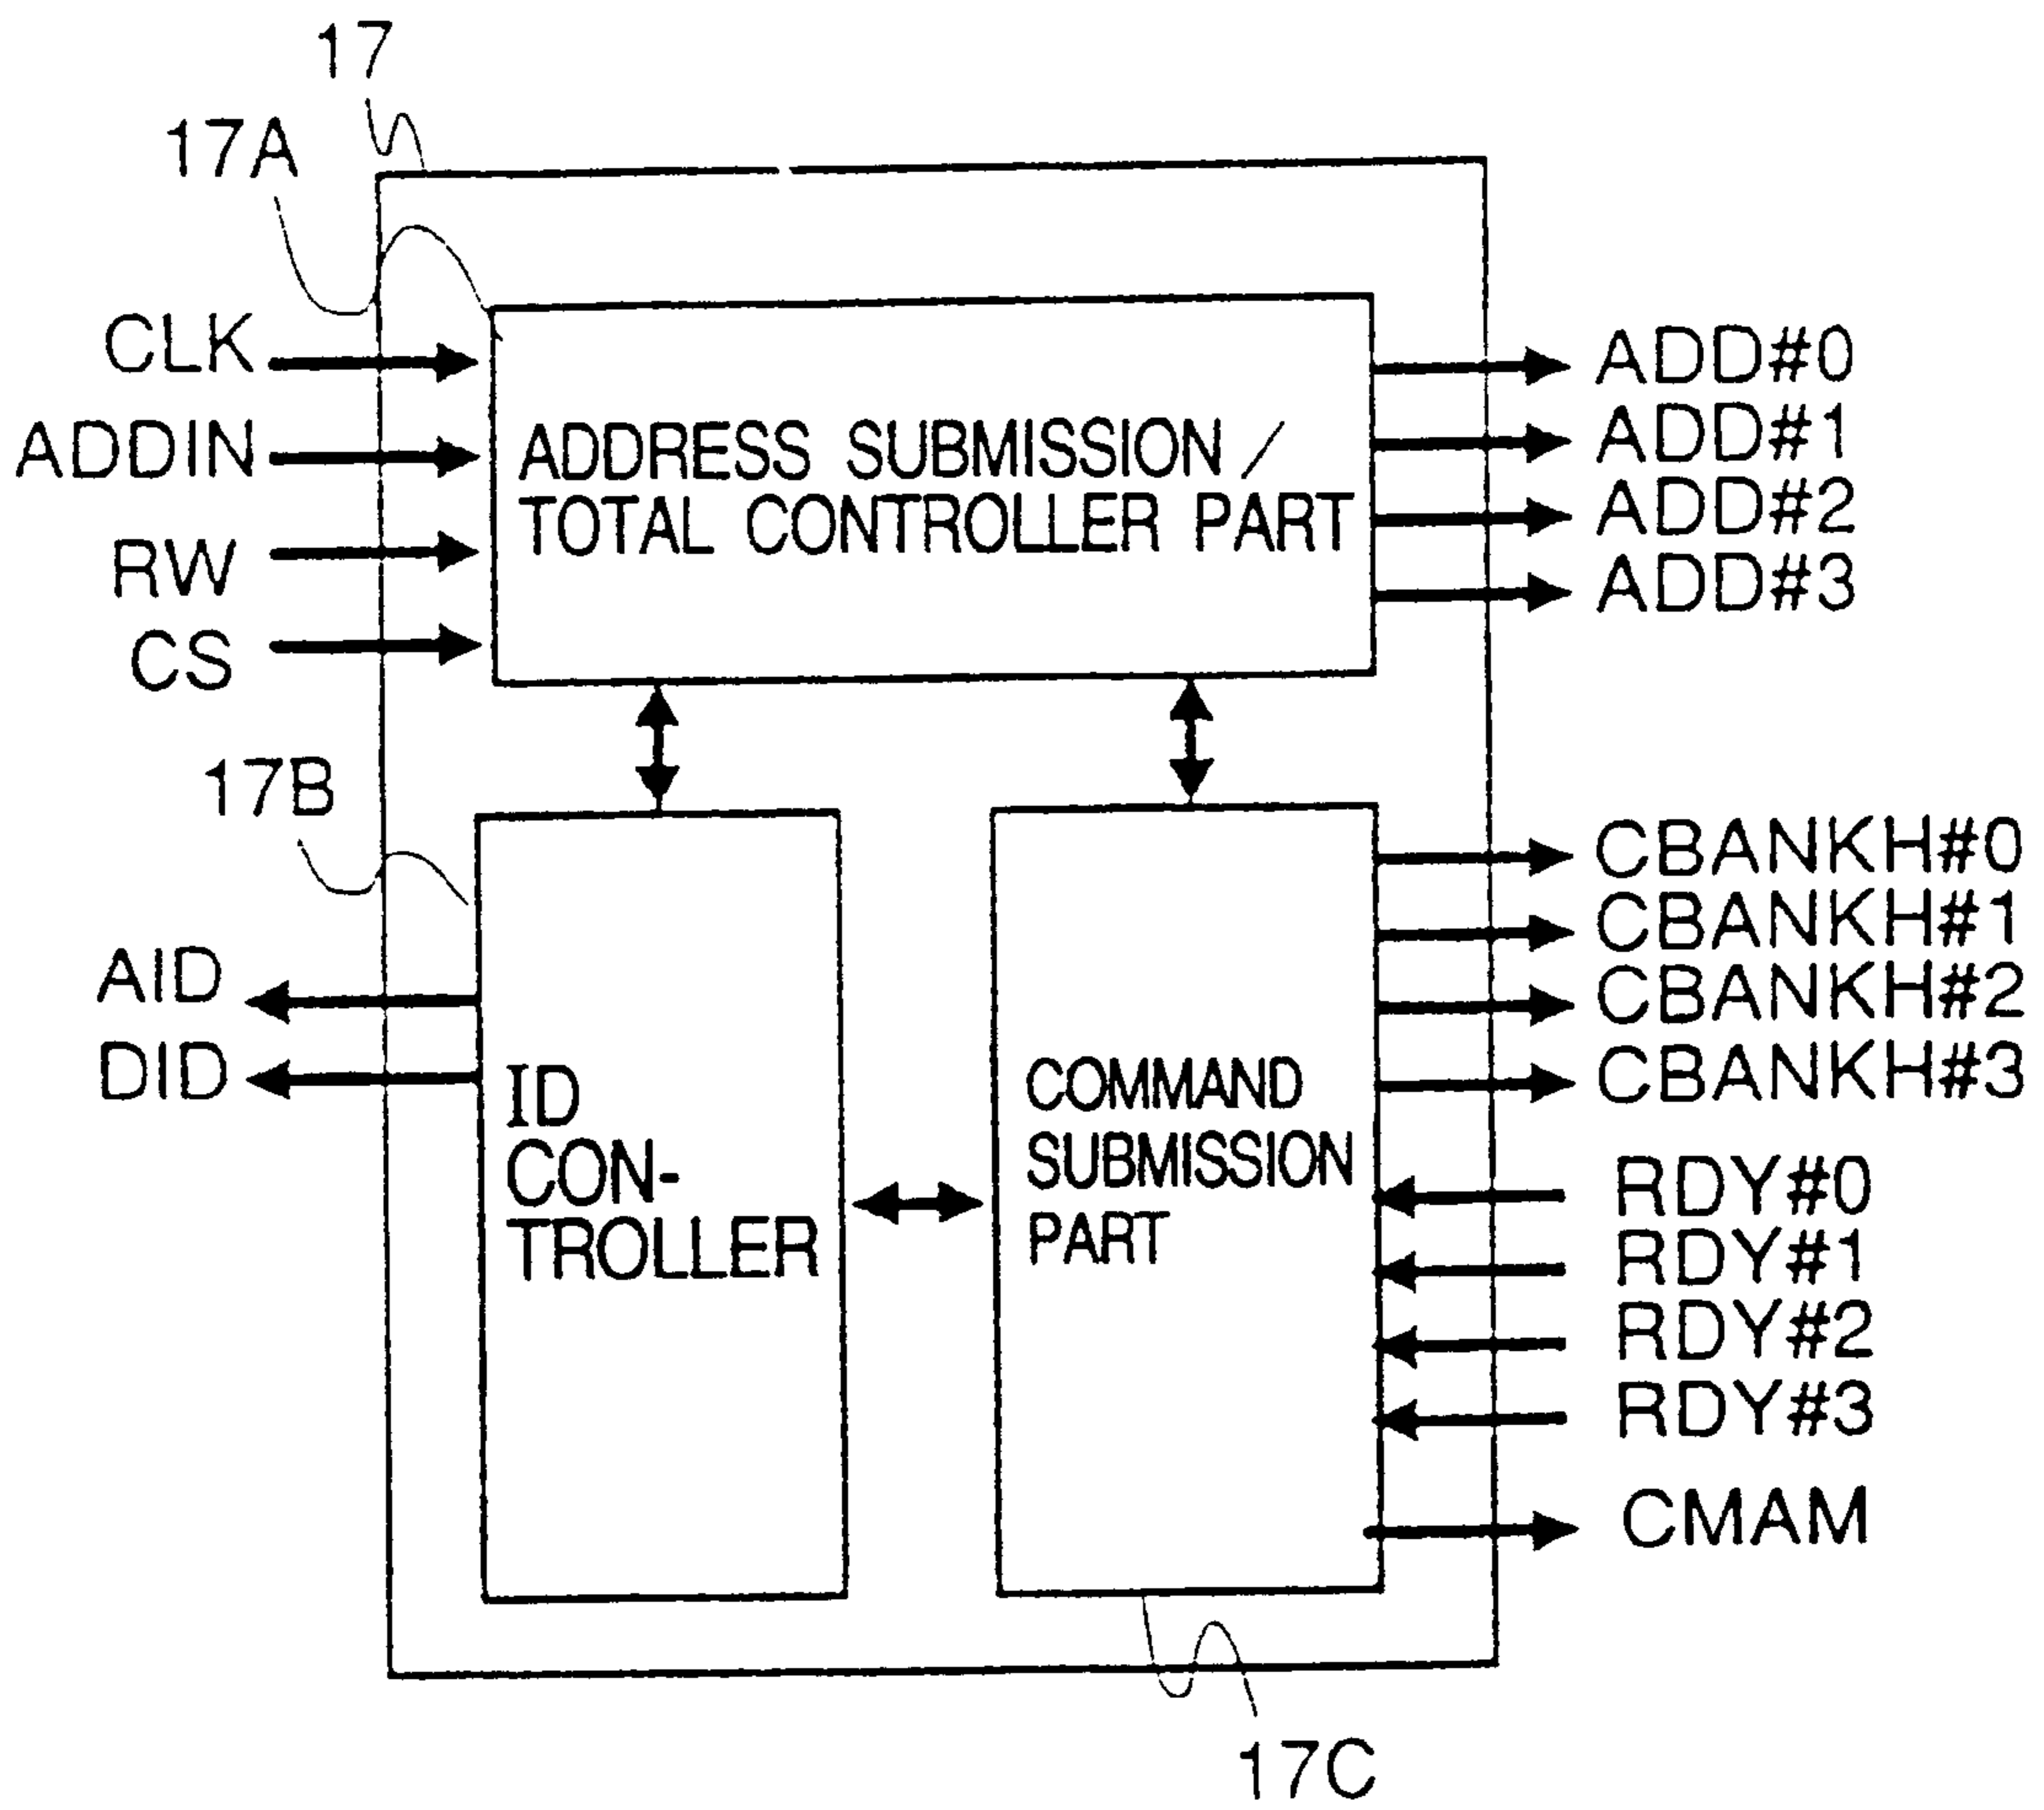 17
17A
CLK
ADDIN
RW
CS
ADDRESS SUBMISSION /
TOTAL CONTROLLER PART
ADD#0
ADD#1
ADD#2
ADD#3
17B
AID
DID
ID
CON-
TROLLER
COMMAND
SUBMISSION
PART
CBANKH#0
CBANKH#1
CBANKH#2
CBANKH#3
RDY#0
RDY#1
RDY#2
RDY#3
CMAM
17C